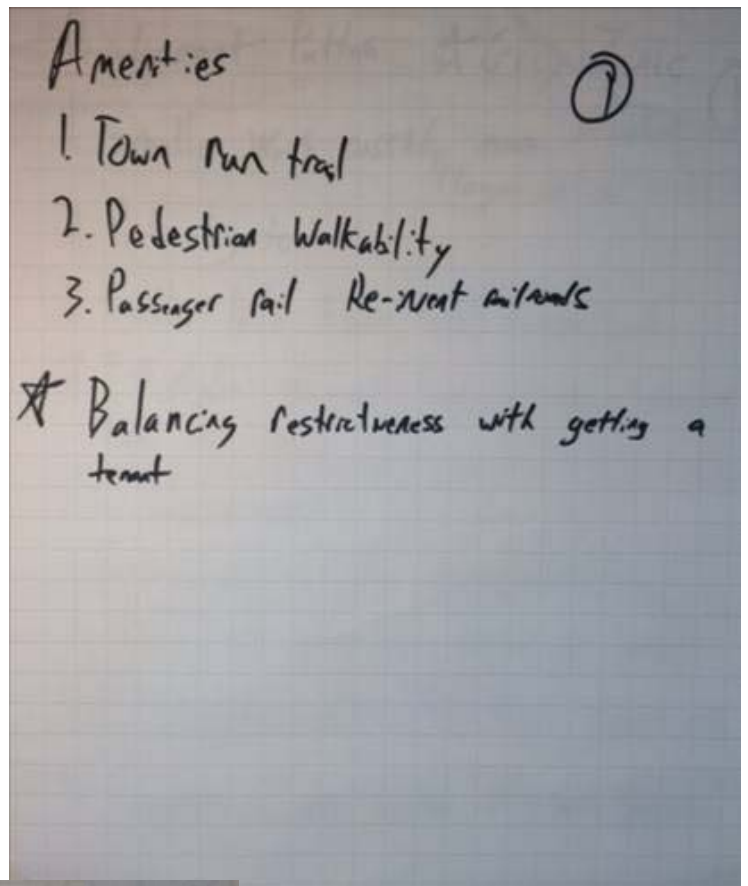 Amenities
①
1. Town run trail
2. Pedestrian Walkability
3. Passenger rail Re-invent railroads
☆ Balancing restrictiveness with getting a
tenant